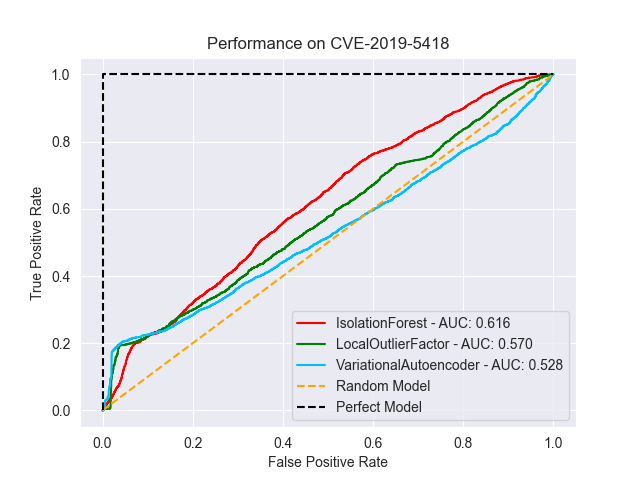 Performance on CVE-2019-5418
True Positive Rate
1.0
0.8
0.6
0.4
0.2
0.0
IsolationForest - AUC: 0.616
LocalOutlierFactor - AUC: 0.570
VariationalAutoencoder - AUC: 0.528
Random Model
Perfect Model
0.0 0.2 0.4 0.6 0.8 1.0
False Positive Rate